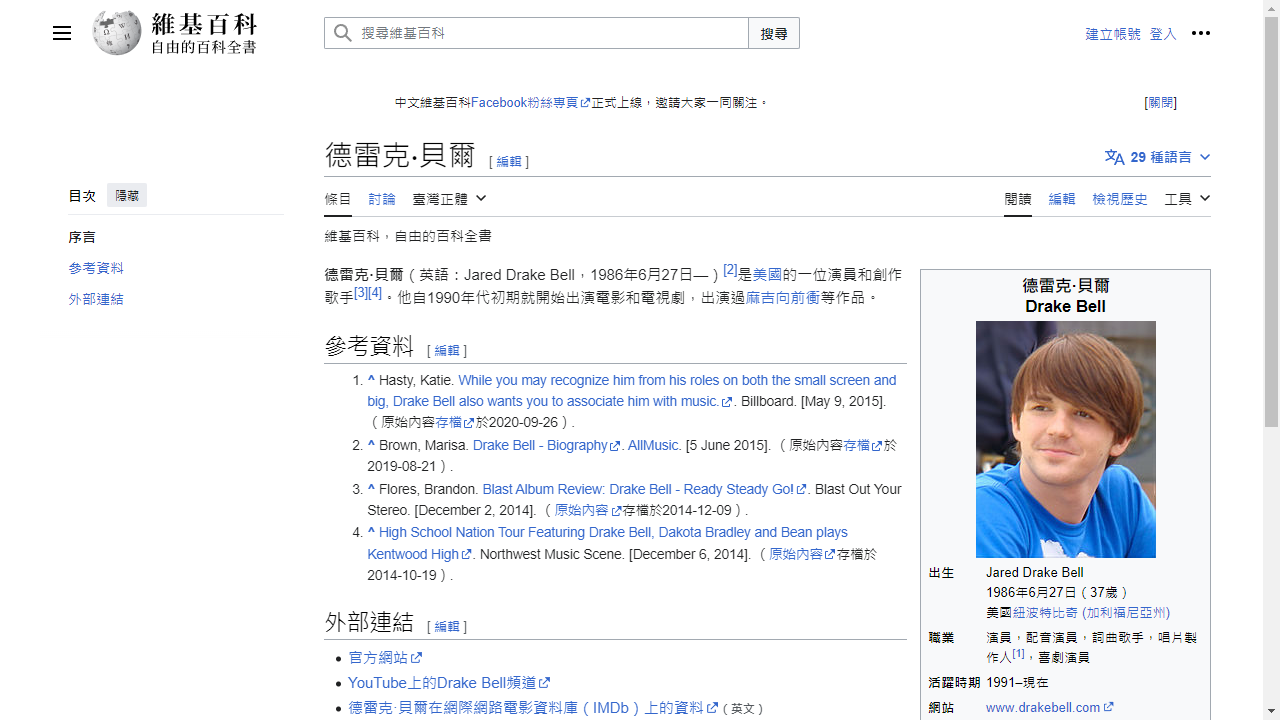 維基百科
自由的百科全書
搜尋維基百科
搜尋
建立帳號 登入
中文維基百科Facebook粉絲專頁正式上線，邀請大家一同關注。
[關閉]
德雷克·貝爾 [ 編輯 ]
29 種語言
目次 隱藏
序言
參考資料
外部連結
條目 討論 臺灣正體
閱讀 編輯 檢視歷史 工具
維基百科，自由的百科全書
德雷克·貝爾（英語：Jared Drake Bell，1986年6月27日—）[2]是美國的一位演員和創作
歌手[3][4]。他自1990年代初期就開始出演電影和電視劇，出演過麻吉向前衝等作品。
參考資料 [ 編輯 ]
1. ^ Hasty, Katie. While you may recognize him from his roles on both the small screen and
big, Drake Bell also wants you to associate him with music.. Billboard. [May 9, 2015].
（原始內容存檔於2020-09-26）.
2. ^ Brown, Marisa. Drake Bell - Biography. AllMusic. [5 June 2015]. （原始內容存檔於
2019-08-21）.
3. ^ Flores, Brandon. Blast Album Review: Drake Bell - Ready Steady Go!. Blast Out Your
Stereo. [December 2, 2014]. （原始內容存檔於2014-12-09）.
4. ^ High School Nation Tour Featuring Drake Bell, Dakota Bradley and Bean plays
Kentwood High. Northwest Music Scene. [December 6, 2014]. （原始內容存檔於
2014-10-19）.
外部連結 [ 編輯 ]
官方網站
YouTube上的Drake Bell頻道
德雷克·貝爾在網際網路電影資料庫（IMDb）上的資料（英文）
德雷克·貝爾
Drake Bell
出生 Jared Drake Bell
1986年6月27日（37歲）
美國紐波特比奇 (加利福尼亞州)
職業 演員，配音演員，詞曲歌手，唱片製
作人[1]，喜劇演員
活躍時期 1991–現在
網站 www.drakebell.com